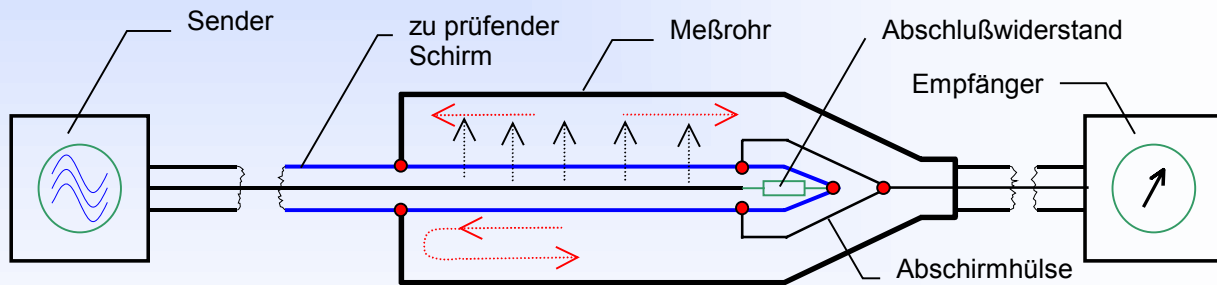 Sender
zu prüfender
Schirm
Meßrohr
Abschlußwiderstand
Empfänger
Abschirmhülse